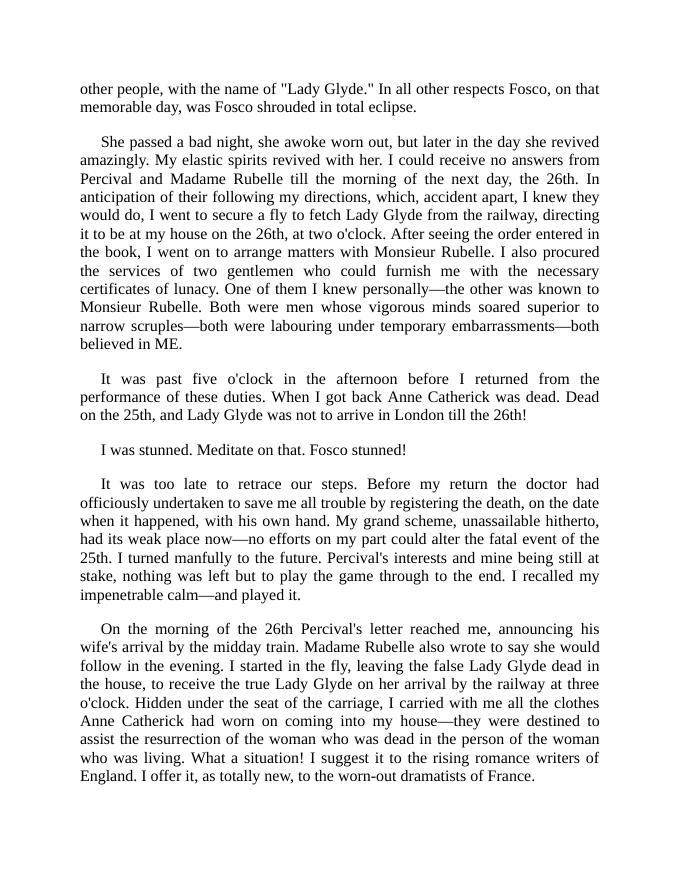 other people, with the name of "Lady Glyde." In all other respects Fosco, on that
memorable day, was Fosco shrouded in total eclipse.
She passed a bad night, she awoke worn out, but later in the day she revived
amazingly. My elastic spirits revived with her. I could receive no answers from
Percival and Madame Rubelle till the morning of the next day, the 26th. In
anticipation of their following my directions, which, accident apart, I knew they
would do, I went to secure a fly to fetch Lady Glyde from the railway, directing
it to be at my house on the 26th, at two o'clock. After seeing the order entered in
the book, I went on to arrange matters with Monsieur Rubelle. I also procured
the services of two gentlemen who could furnish me with the necessary
certificates of lunacy. One of them I knew personally—the other was known to
Monsieur Rubelle. Both were men whose vigorous minds soared superior to
narrow scruples—both were labouring under temporary embarrassments—both
believed in ME.
It was past five o'clock in the afternoon before I returned from the
performance of these duties. When I got back Anne Catherick was dead. Dead
on the 25th, and Lady Glyde was not to arrive in London till the 26th!
I was stunned. Meditate on that. Fosco stunned!
It was too late to retrace our steps. Before my return the doctor had
officiously undertaken to save me all trouble by registering the death, on the date
when it happened, with his own hand. My grand scheme, unassailable hitherto,
had its weak place now—no efforts on my part could alter the fatal event of the
25th. I turned manfully to the future. Percival's interests and mine being still at
stake, nothing was left but to play the game through to the end. I recalled my
impenetrable calm—and played it.
On the morning of the 26th Percival's letter reached me, announcing his
wife's arrival by the midday train. Madame Rubelle also wrote to say she would
follow in the evening. I started in the fly, leaving the false Lady Glyde dead in
the house, to receive the true Lady Glyde on her arrival by the railway at three
o'clock. Hidden under the seat of the carriage, I carried with me all the clothes
Anne Catherick had worn on coming into my house—they were destined to
assist the resurrection of the woman who was dead in the person of the woman
who was living. What a situation! I suggest it to the rising romance writers of
England. I offer it, as totally new, to the worn-out dramatists of France.